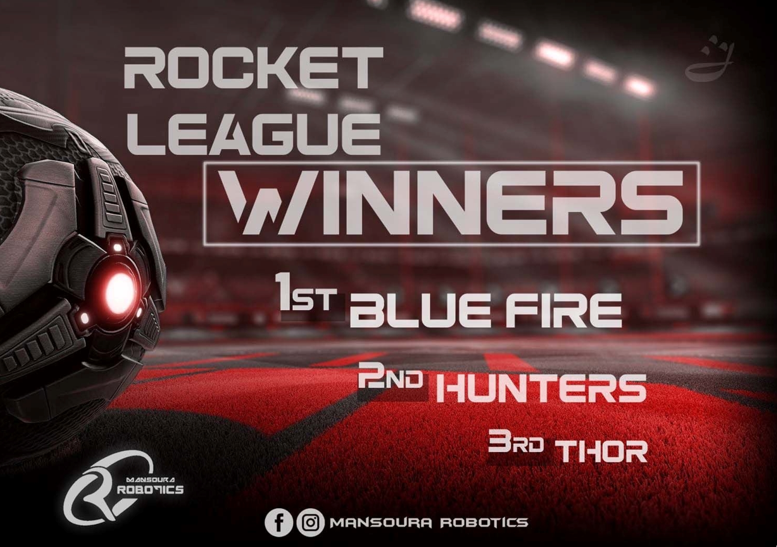 ROCKET
LEAGUE
WINNERS
1ST BLUE FIRE
2ND HUNTERS
3RD THOR
MANSOURA
ROBOTICS
MANSOURA ROBOTICS